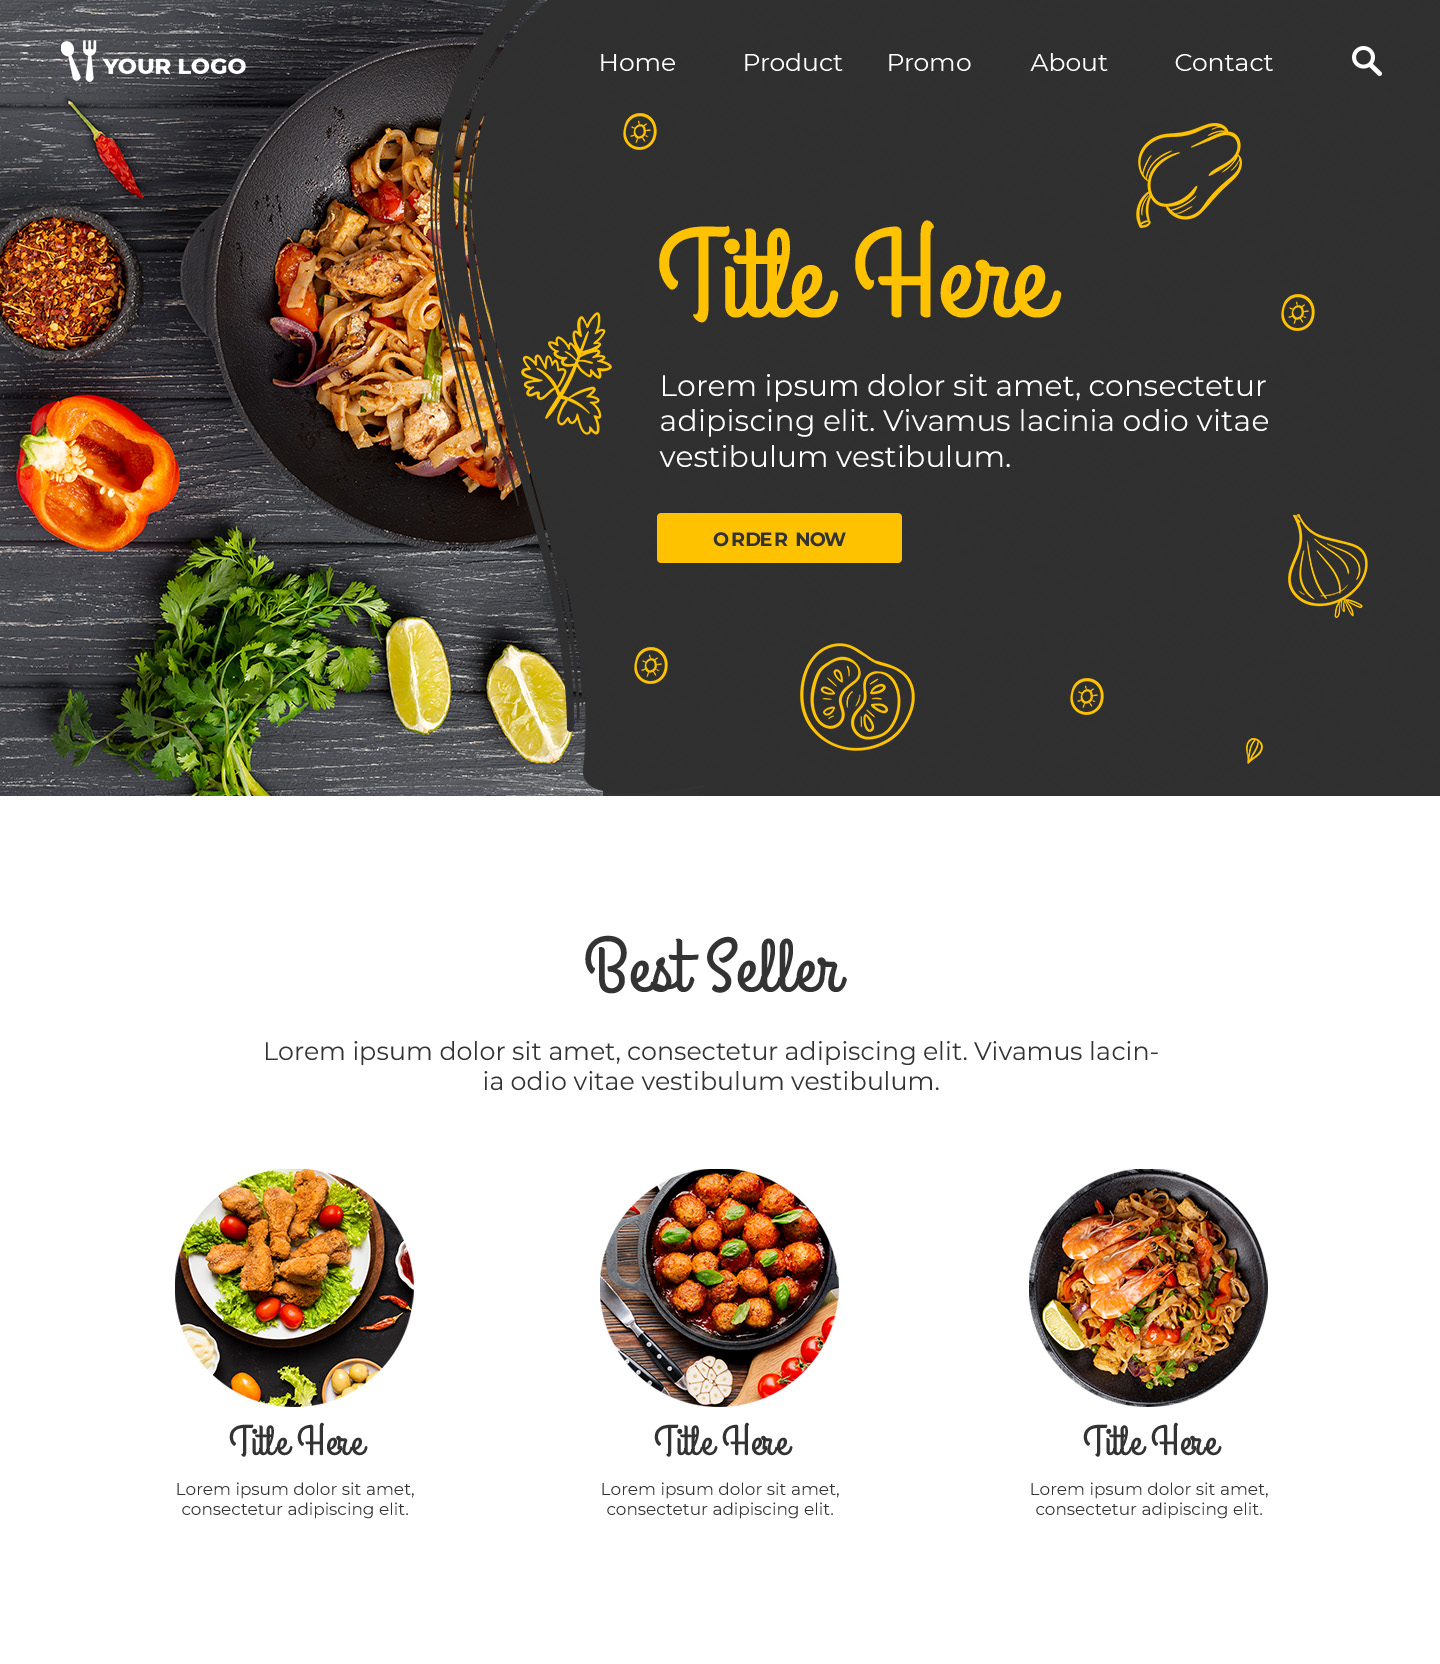 YOUR LOGO
Home Product Promo About Contact
Title Here
Lorem ipsum dolor sit amet, consectetur
adipiscing elit. Vivamus lacinia odio vitae
vestibulum vestibulum.
ORDER NOW
Best Seller
Lorem ipsum dolor sit amet, consectetur adipiscing elit. Vivamus lacin-
ia odio vitae vestibulum vestibulum.
Title Here
Lorem ipsum dolor sit amet,
consectetur adipiscing elit.
Title Here
Lorem ipsum dolor sit amet,
consectetur adipiscing elit.
Title Here
Lorem ipsum dolor sit amet,
consectetur adipiscing elit.